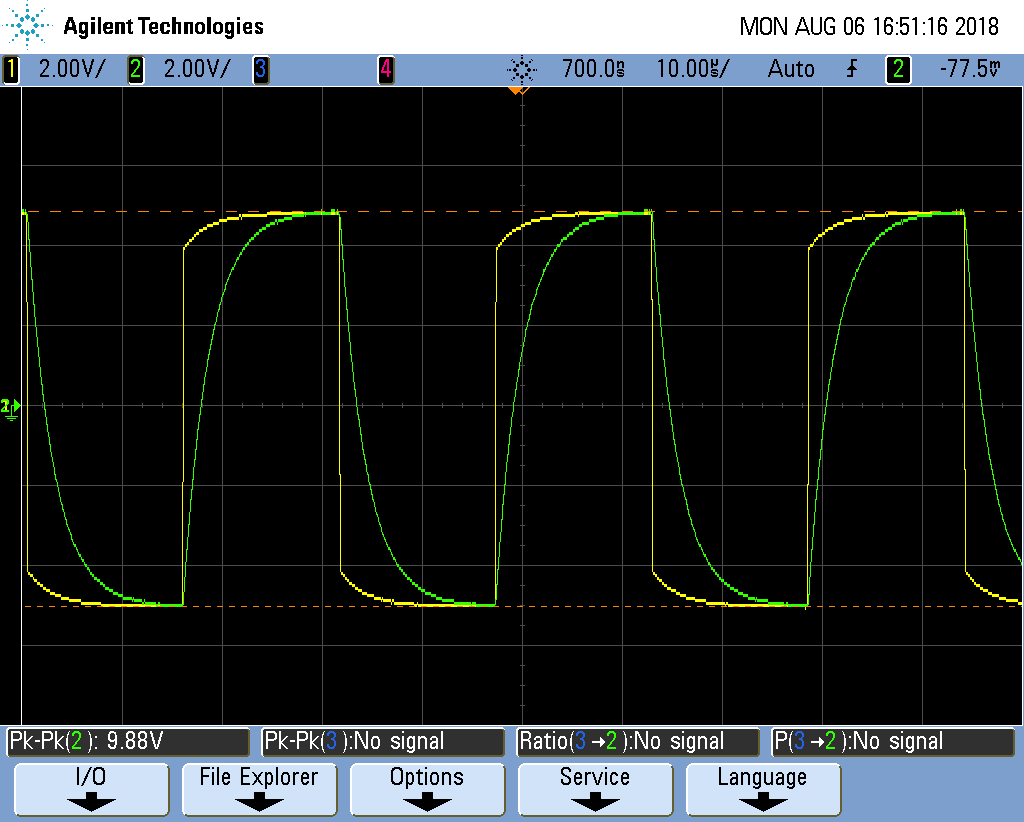 Agilent Technologies MON AUG 06 16:51:16 2018
1 2.00V/ 2 2.00V/ 3 4 700.0ns 10.00us/ Auto 2 -77.5mV
2
Pk-Pk(2): 9.88V Pk-Pk(3):No signal Ratio(3→2):No signal P(3→2):No signal
I/O File Explorer Options Service Language